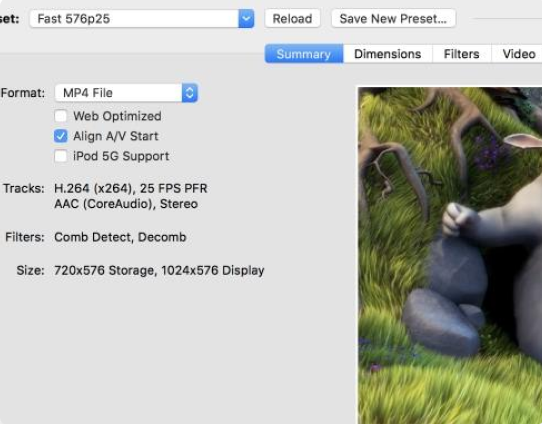 set: Fast 576p25 Reload Save New Preset...
Summary Dimensions Filters Video
Format: MP4 File
Web Optimized
Align A/V Start
iPod 5G Support
Tracks: H.264 (x264), 25 FPS PFR
AAC (CoreAudio), Stereo
Filters: Comb Detect, Decomb
Size: 720x576 Storage, 1024x576 Display